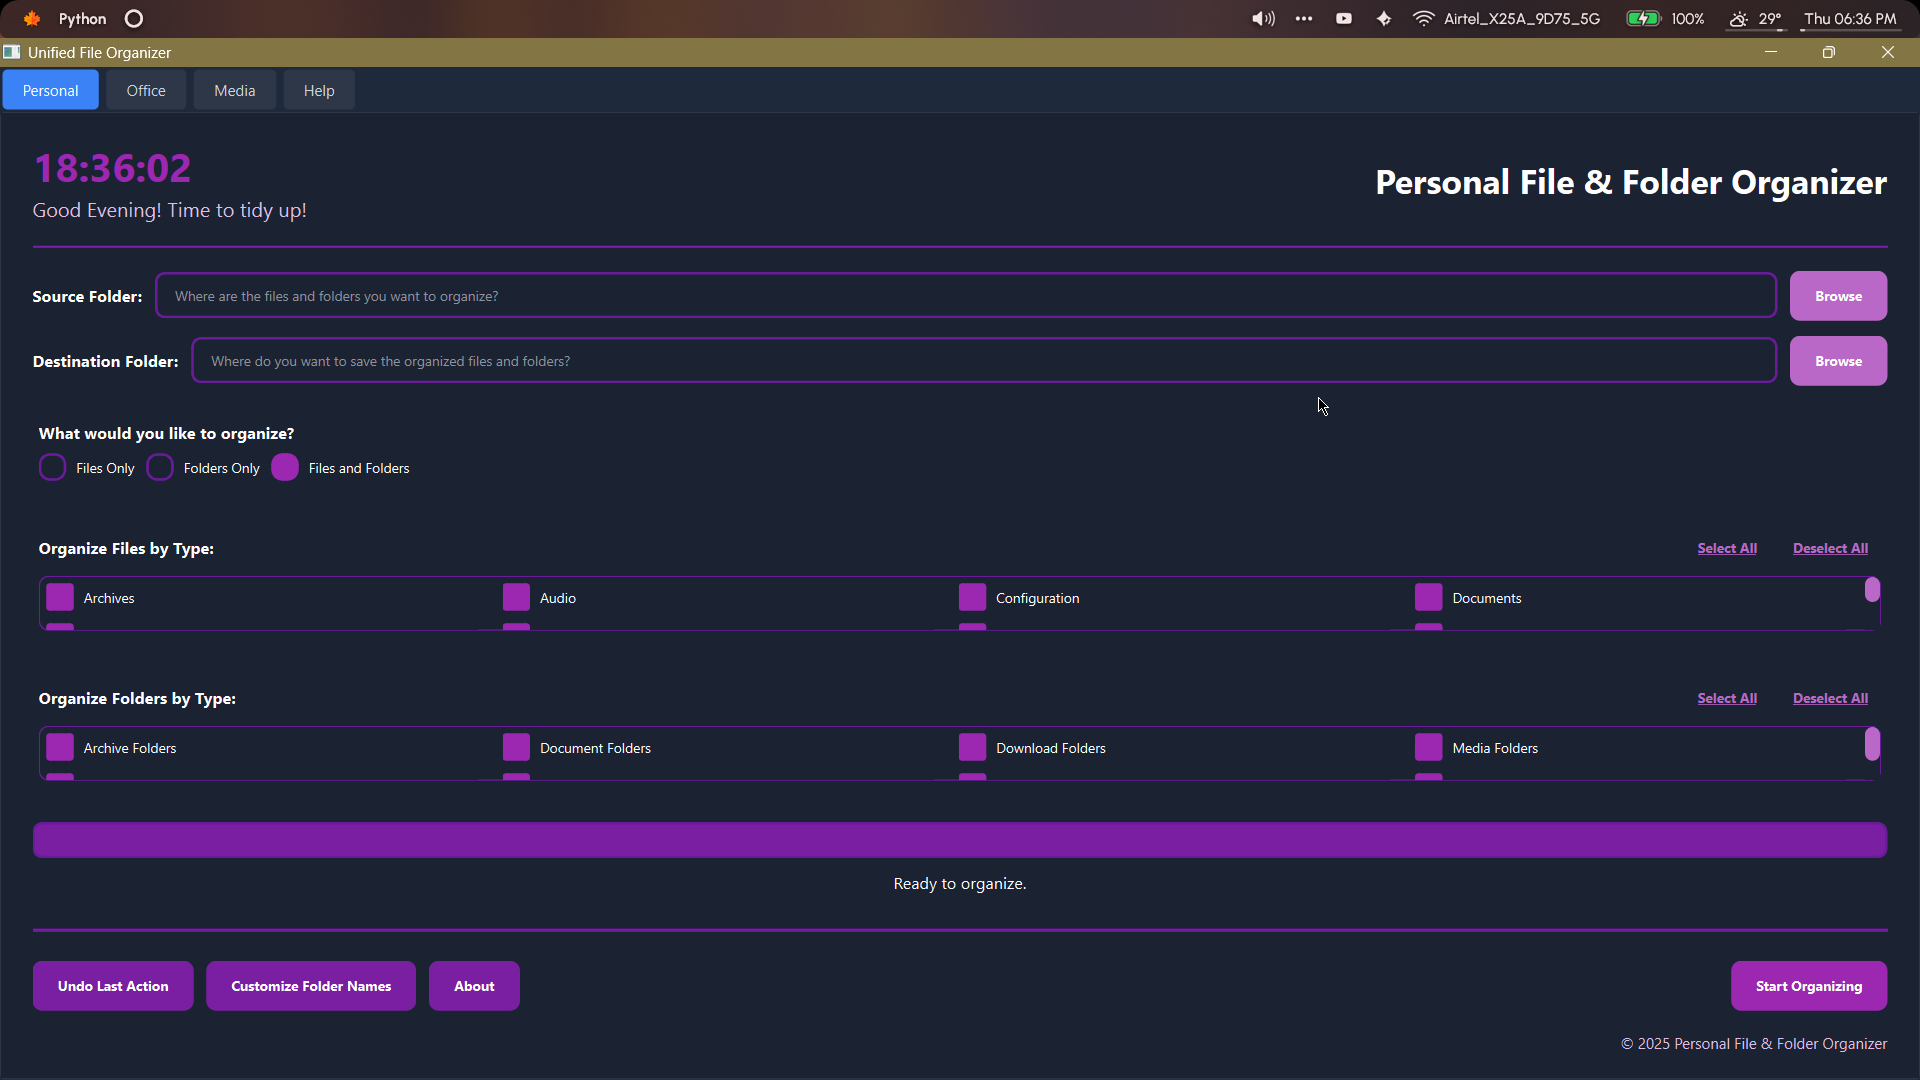 Python
Airtel_X25A_9D75_5G
100%
29°
Thu 06:36 PM
Unified File Organizer
Personal
Office
Media
Help
18:36:02
Good Evening! Time to tidy up!
Personal File & Folder Organizer
Source Folder:
Where are the files and folders you want to organize?
Browse
Destination Folder:
Where do you want to save the organized files and folders?
Browse
What would you like to organize?
Files Only
Folders Only
Files and Folders
Organize Files by Type:
Select All
Deselect All
Archives
Audio
Configuration
Documents
Organize Folders by Type:
Select All
Deselect All
Archive Folders
Document Folders
Download Folders
Media Folders
Ready to organize.
Undo Last Action
Customize Folder Names
About
Start Organizing
© 2025 Personal File & Folder Organizer